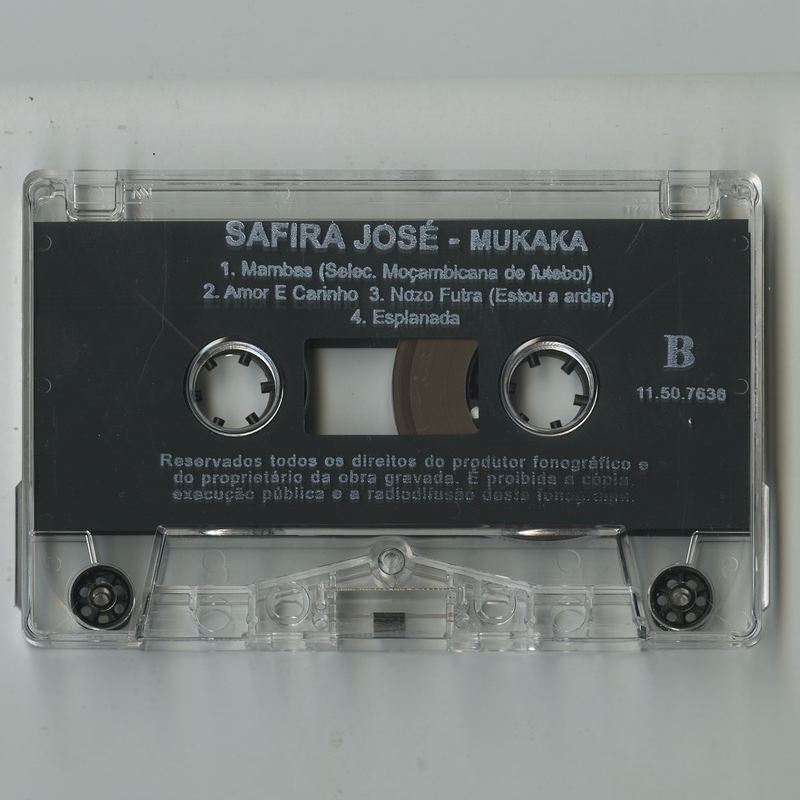 SAFIRA JOSÉ - MUKAKA
1. Mambas (Selec. Moçambicana de futebol)
2. Amor E Carinho 3. Ndzo Futra (Estou a arder)
4. Esplanada
B
11.50.7636
Reservados todos os direitos do produtor fonográfico e
do proprietário da obra gravada. É proibida a cópia,
execução pública e a radiodifusão deste fonograma.